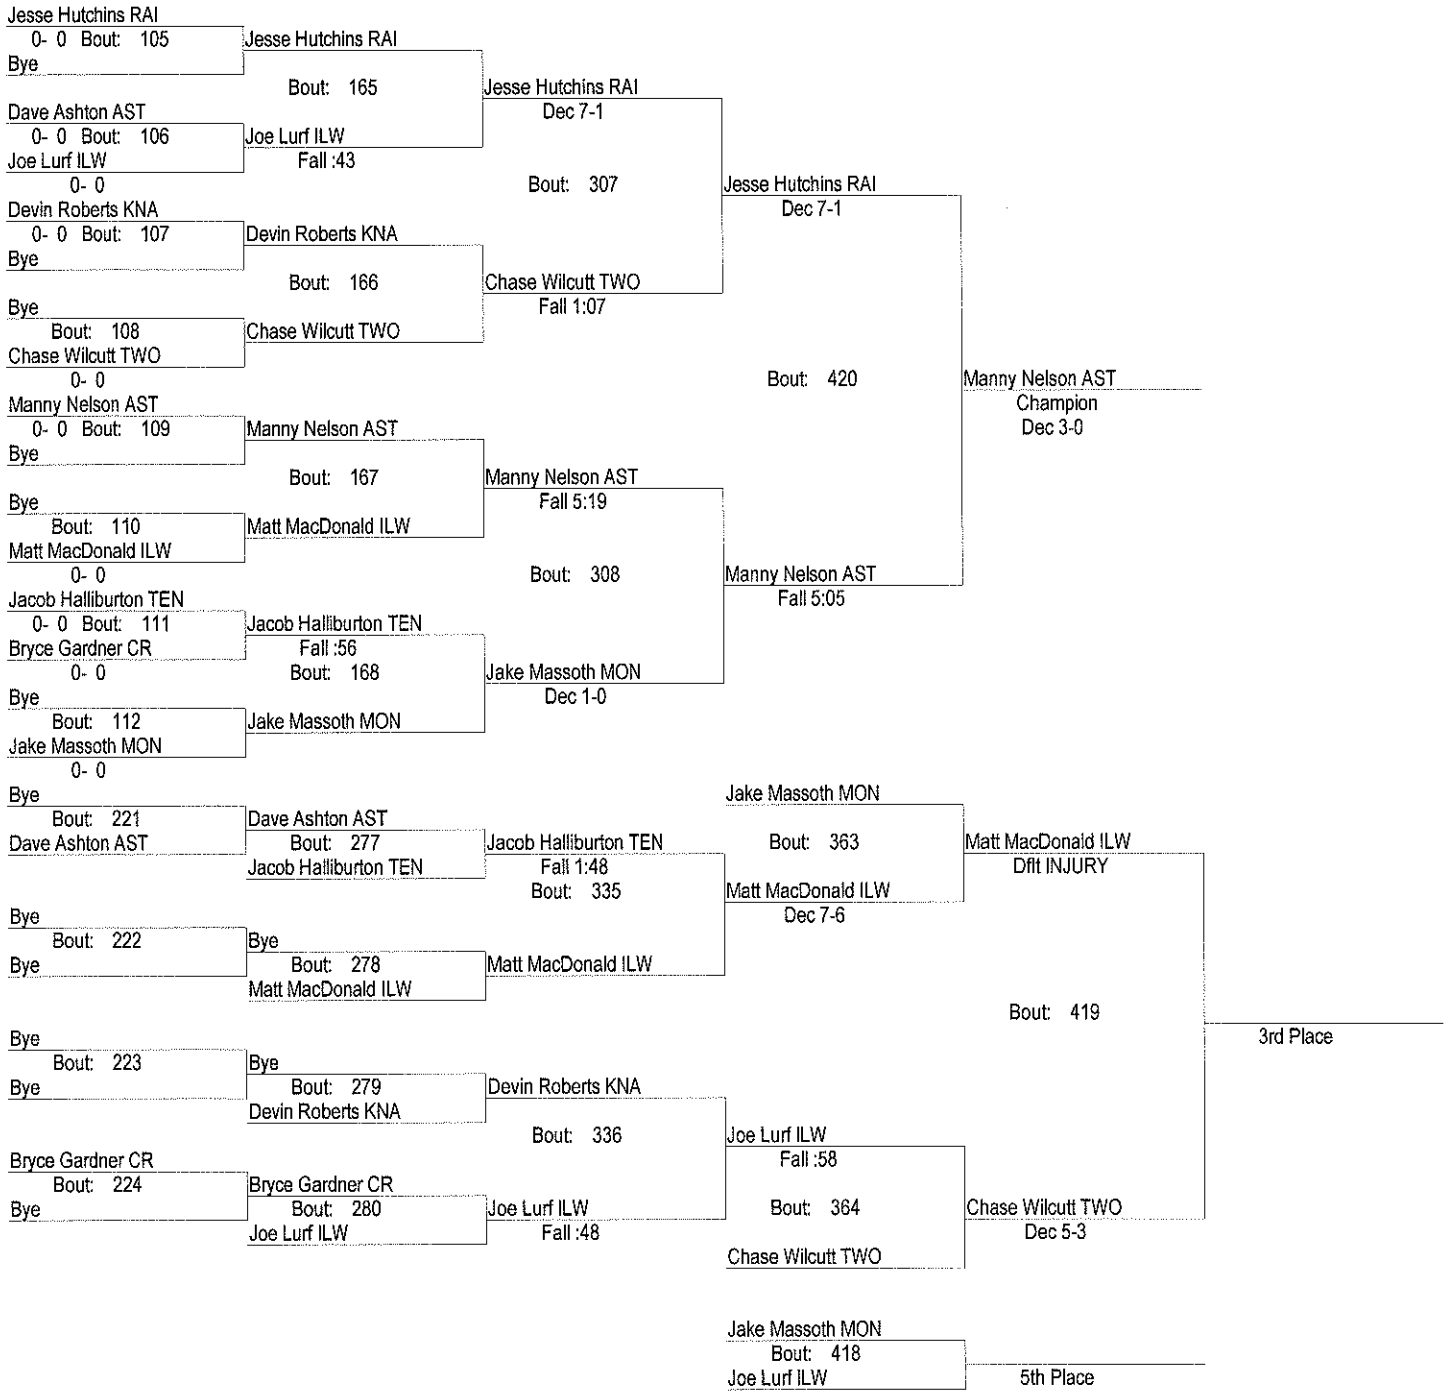 Jesse Hutchins RAI
0- 0 Bout: 105
Bye
Jesse Hutchins RAI
Bout: 165
Dave Ashton AST
0- 0 Bout: 106
Joe Lurf ILW
0- 0
Joe Lurf ILW
Fall :43
Jesse Hutchins RAI
Dec 7-1
Bout: 307
Devin Roberts KNA
0- 0 Bout: 107
Bye
Devin Roberts KNA
Bout: 166
Bye
Bout: 108
Chase Wilcutt TWO
0- 0
Chase Wilcutt TWO
Chase Wilcutt TWO
Fall 1:07
Jesse Hutchins RAI
Dec 7-1
Bout: 420
Manny Nelson AST
Champion
Dec 3-0
Manny Nelson AST
0- 0 Bout: 109
Bye
Manny Nelson AST
Bout: 167
Bye
Bout: 110
Matt MacDonald ILW
0- 0
Matt MacDonald ILW
Manny Nelson AST
Fall 5:19
Bout: 308
Manny Nelson AST
Fall 5:05
Jacob Halliburton TEN
0- 0 Bout: 111
Bryce Gardner CR
0- 0
Jacob Halliburton TEN
Fall :56
Bout: 168
Bye
Bout: 112
Jake Massoth MON
0- 0
Jake Massoth MON
Jake Massoth MON
Dec 1-0
Bye
Bout: 221
Dave Ashton AST
Dave Ashton AST
Bout: 277
Jacob Halliburton TEN
Jacob Halliburton TEN
Fall 1:48
Bout: 335
Bye
Bout: 222
Bye
Bye
Bout: 278
Matt MacDonald ILW
Matt MacDonald ILW
Jake Massoth MON
Bout: 363
Matt MacDonald ILW
Dec 7-6
Matt MacDonald ILW
Dflt INJURY
Bout: 419
3rd Place
Bye
Bout: 223
Bye
Bye
Bout: 279
Devin Roberts KNA
Devin Roberts KNA
Bout: 336
Bryce Gardner CR
Bout: 224
Bye
Bryce Gardner CR
Bout: 280
Joe Lurf ILW
Joe Lurf ILW
Fall :48
Joe Lurf ILW
Fall :58
Bout: 364
Chase Wilcutt TWO
Chase Wilcutt TWO
Dec 5-3
Jake Massoth MON
Bout: 418
Joe Lurf ILW
5th Place